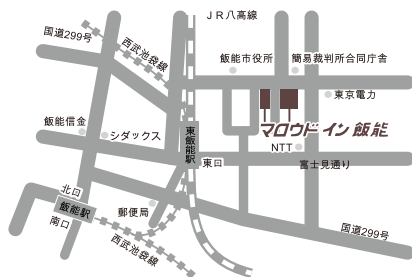 JR八高線
国道299号
西武池袋線
飯能市役所
簡易裁判所合同庁舎
東京電力
飯能信金
シダックス
マロウドイン飯能
東飯能駅
東口
NTT
富士見通り
北口
飯能駅
南口
郵便局
西武池袋線
国道299号